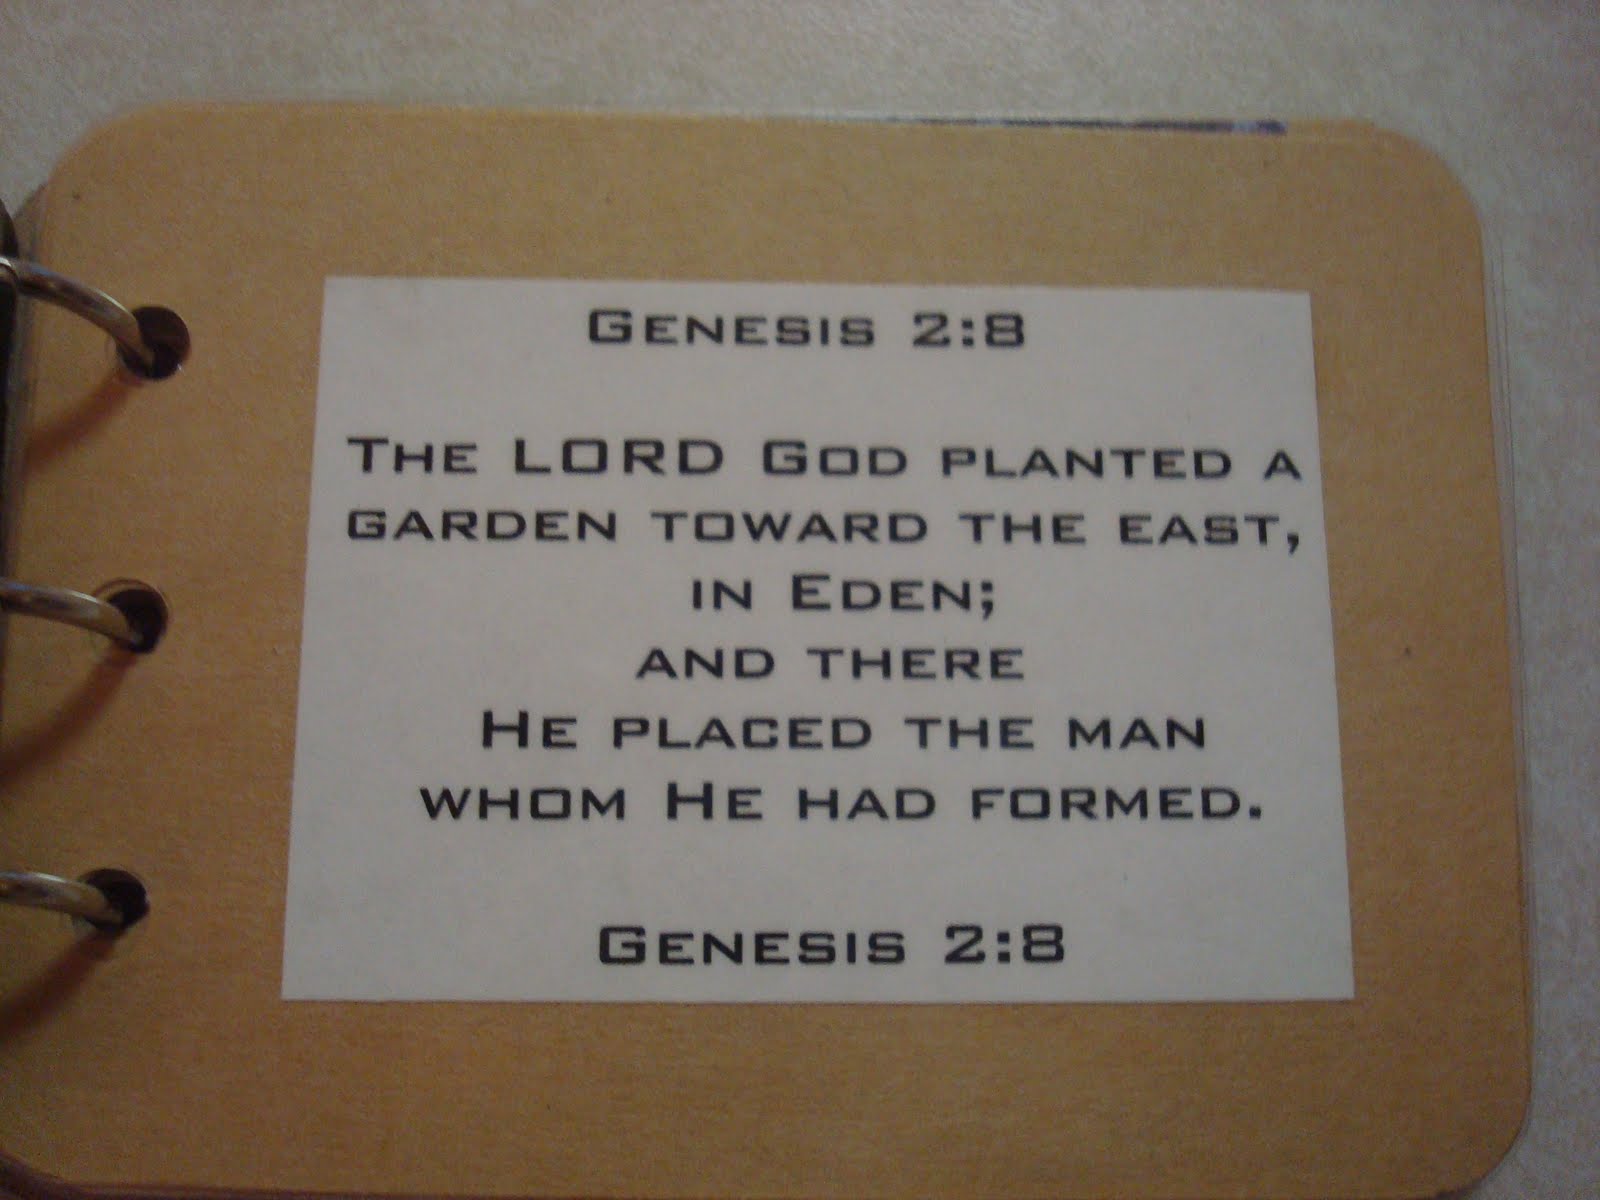 Genesis 2:8
The LORD God planted a
garden toward the east,
in Eden;
and there
He placed the man
whom He had formed.
Genesis 2:8